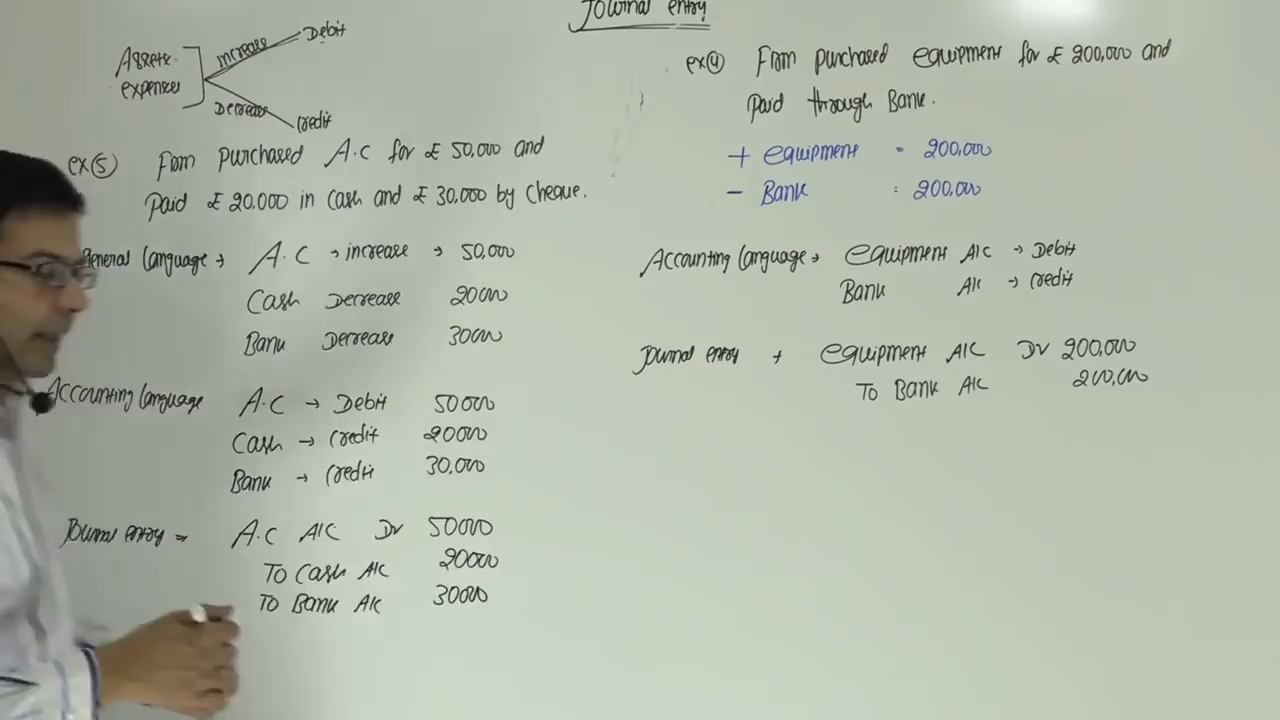 Journal entry
Assets
expenses
increase
Debit
Decrease
Credit
ex(5) Firm purchased A.C for £ 50,000 and
Paid £ 20,000 in cash and £ 30,000 by cheque.
General Language → A.C → increase → 50,000
Cash Decrease 20000
Bank Decrease 30000
Accounting language A.C → Debit 50000
Cash → Credit 20000
Bank → Credit 30,000
Journal entry → A.C A/C Dr 50000
To Cash A/C 20000
To Bank A/C 30000
ex(4) Firm purchased equipment for £ 200,000 and
Paid through Bank.
+ equipment = 200,000
- Bank : 200,000
Accounting language → equipment A/C → Debit
Bank A/C → Credit
Journal entry → equipment A/C Dr 200,000
To Bank A/C 200,000